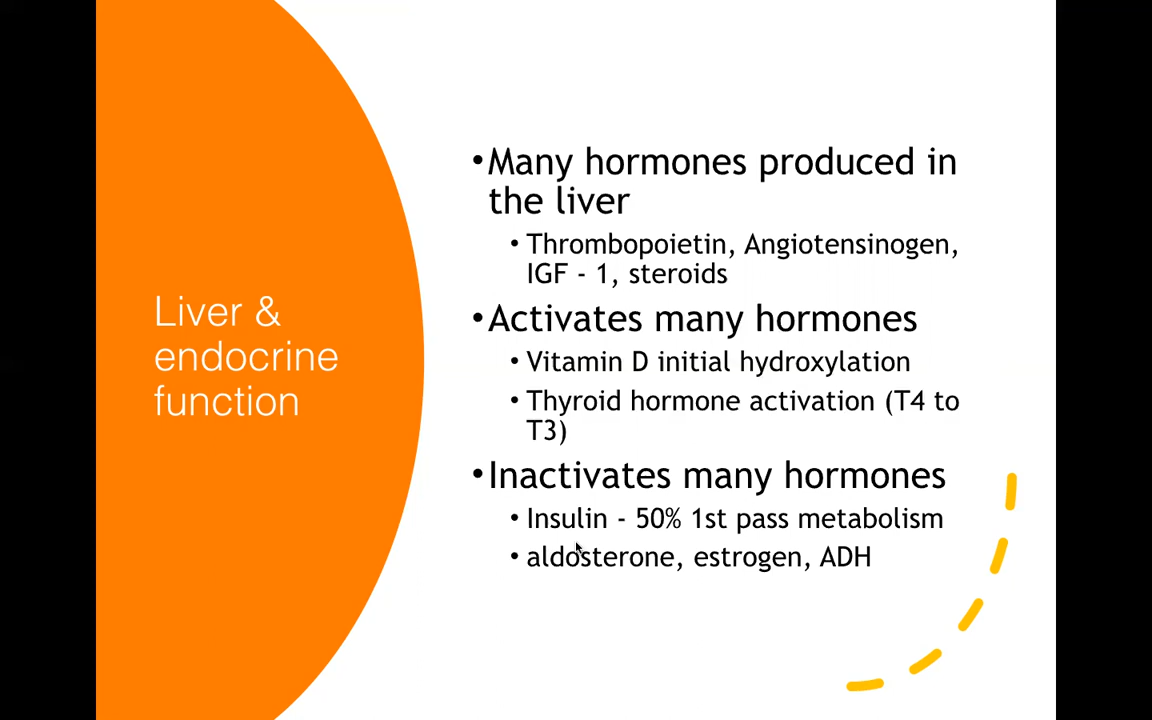 Liver &
endocrine
function
•Many hormones produced in
the liver
• Thrombopoietin, Angiotensinogen,
IGF - 1, steroids
•Activates many hormones
• Vitamin D initial hydroxylation
• Thyroid hormone activation (T4 to
T3)
•Inactivates many hormones
• Insulin - 50% 1st pass metabolism
• aldosterone, estrogen, ADH